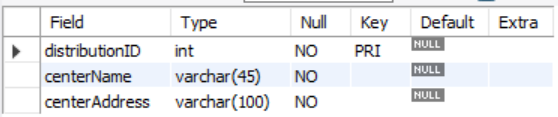 Field Type Null Key Default Extra
distributionID int NO PRI NULL
centerName varchar(45) NO NULL
centerAddress varchar(100) NO NULL